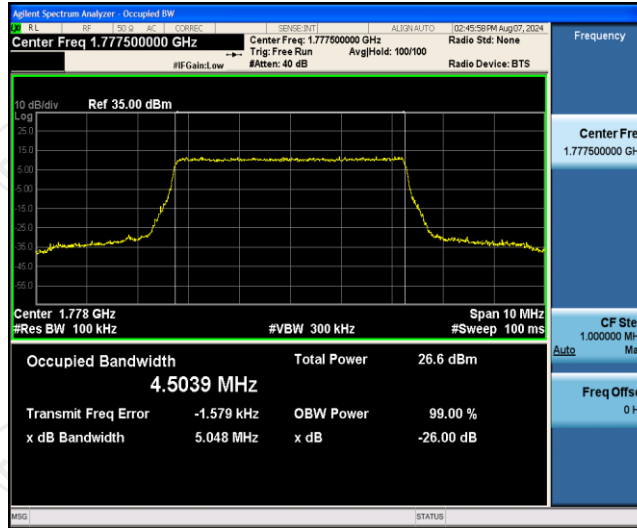 Agilent Spectrum Analyzer - Occupied BW
RL RF 50 Ω AC CORREC SENSE:INT ALIGN AUTO 02:45:58 PM Aug 07, 2024
Center Freq 1.777500000 GHz
Center Freq: 1.777500000 GHz
Radio Std: None
Trig: Free Run Avg|Hold: 100/100
#IFGain:Low #Atten: 40 dB Radio Device: BTS
10 dB/div Ref 35.00 dBm
Log
25.0
15.0
5.00
-5.00
-15.0
-25.0
-35.0
-45.0
-55.0
Center 1.778 GHz Span 10 MHz
#Res BW 100 kHz #VBW 300 kHz #Sweep 100 ms
Occupied Bandwidth Total Power 26.6 dBm
4.5039 MHz
Transmit Freq Error -1.579 kHz OBW Power 99.00 %
x dB Bandwidth 5.048 MHz x dB -26.00 dB
MSG STATUS
Frequency
Center Fre
1.777500000 GH
CF Ste
1.000000 MH
Auto Ma
Freq Offs
0 H